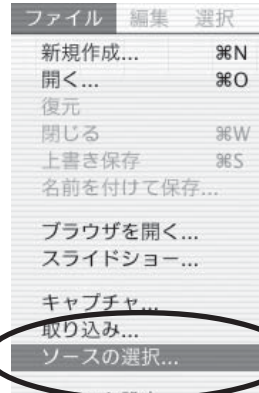 ファイル 編集 選択
新規作成... ⌘N
開く... ⌘O
復元
閉じる ⌘W
上書き保存 ⌘S
名前を付けて保存...
ブラウザを開く...
スライドショー...
キャプチャ...
取り込み...
ソースの選択...